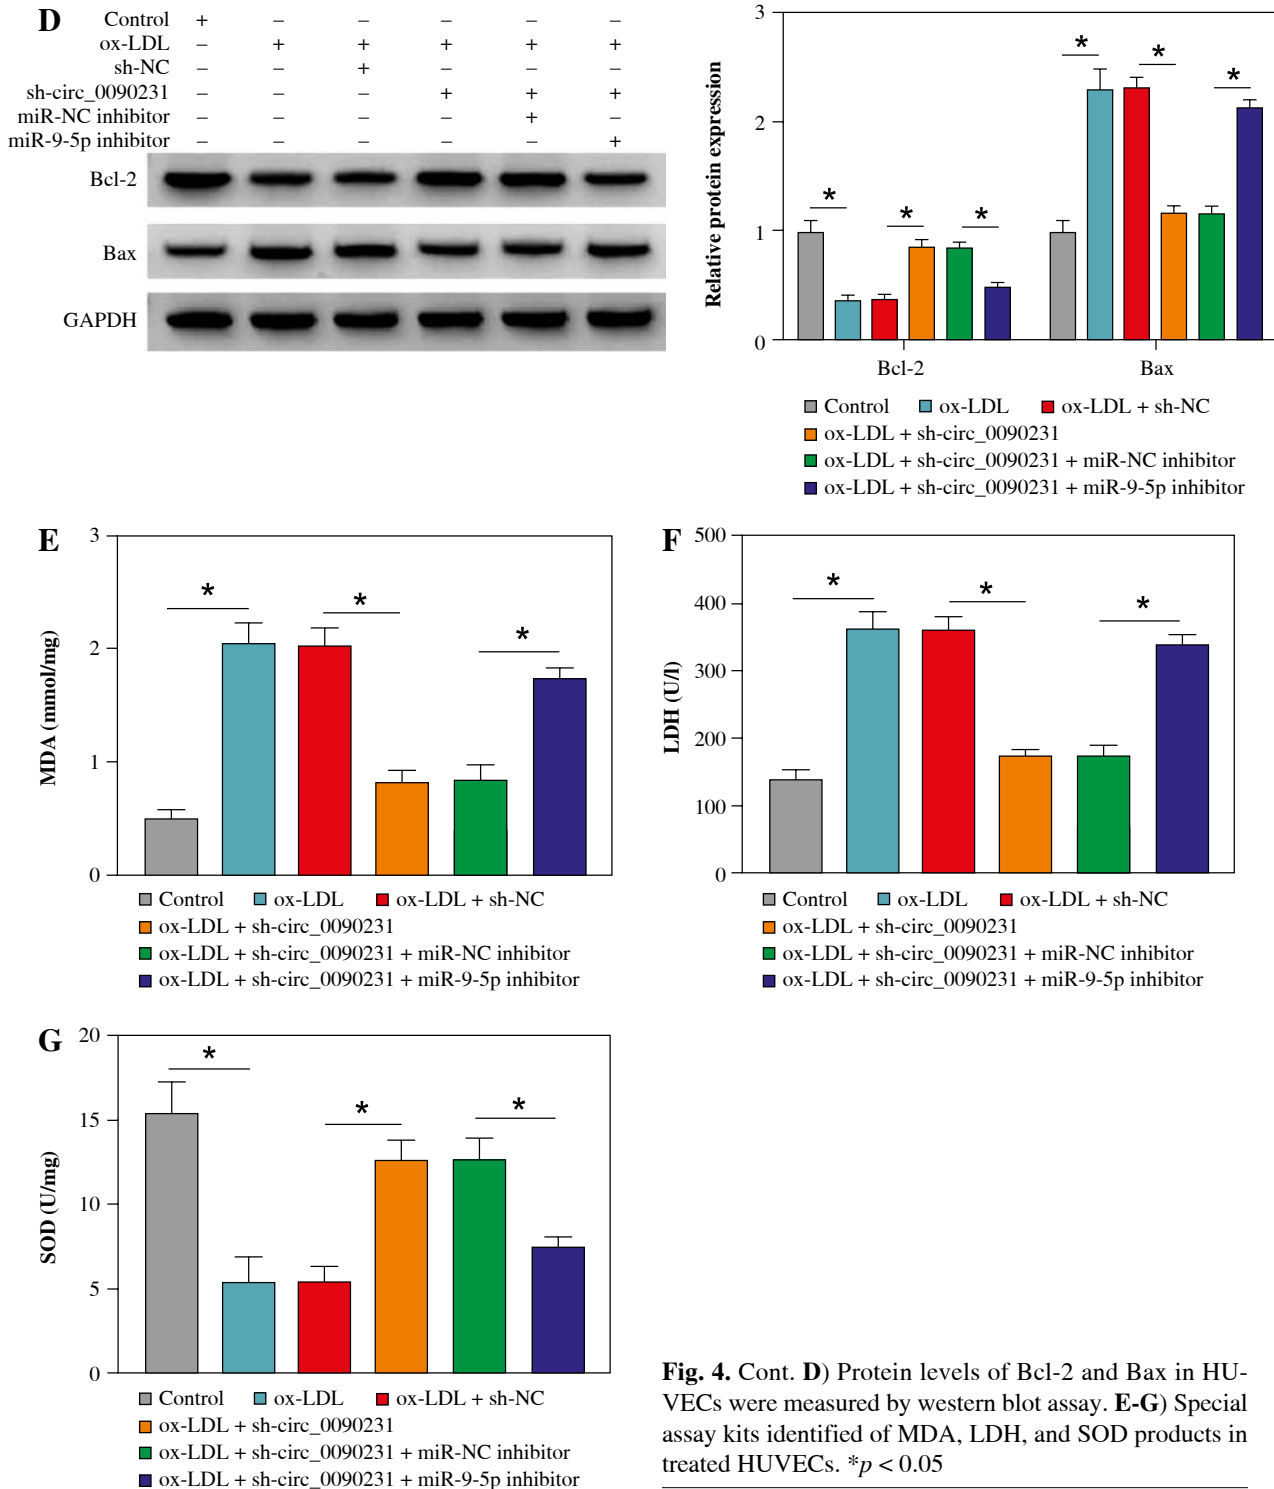 D
Control + – – – – –
ox-LDL – + + + + +
sh-NC – – + – – –
sh-circ_0090231 – – – + + +
miR-NC inhibitor – – – – + –
miR-9-5p inhibitor – – – – – +
Bcl-2
Bax
GAPDH
Relative protein expression
3
2
1
0
* * * * * *
Bcl-2 Bax
Control ox-LDL ox-LDL + sh-NC
ox-LDL + sh-circ_0090231
ox-LDL + sh-circ_0090231 + miR-NC inhibitor
ox-LDL + sh-circ_0090231 + miR-9-5p inhibitor
E
MDA (mmol/mg)
3
2
1
0
* * *
Control ox-LDL ox-LDL + sh-NC
ox-LDL + sh-circ_0090231
ox-LDL + sh-circ_0090231 + miR-NC inhibitor
ox-LDL + sh-circ_0090231 + miR-9-5p inhibitor
F
LDH (U/l)
500
400
300
200
100
0
* * *
Control ox-LDL ox-LDL + sh-NC
ox-LDL + sh-circ_0090231
ox-LDL + sh-circ_0090231 + miR-NC inhibitor
ox-LDL + sh-circ_0090231 + miR-9-5p inhibitor
G
SOD (U/mg)
20
15
10
5
0
* * *
Control ox-LDL ox-LDL + sh-NC
ox-LDL + sh-circ_0090231
ox-LDL + sh-circ_0090231 + miR-NC inhibitor
ox-LDL + sh-circ_0090231 + miR-9-5p inhibitor
Fig. 4. Cont. D) Protein levels of Bcl-2 and Bax in HU-
VECs were measured by western blot assay. E-G) Special
assay kits identified of MDA, LDH, and SOD products in
treated HUVECs. *p < 0.05